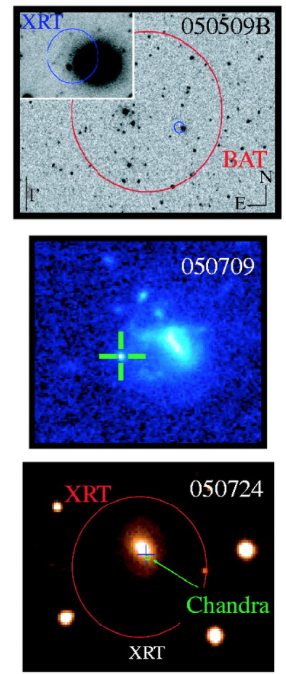 XRT
050509B
BAT
1'
N
E
050709
XRT
050724
Chandra
XRT